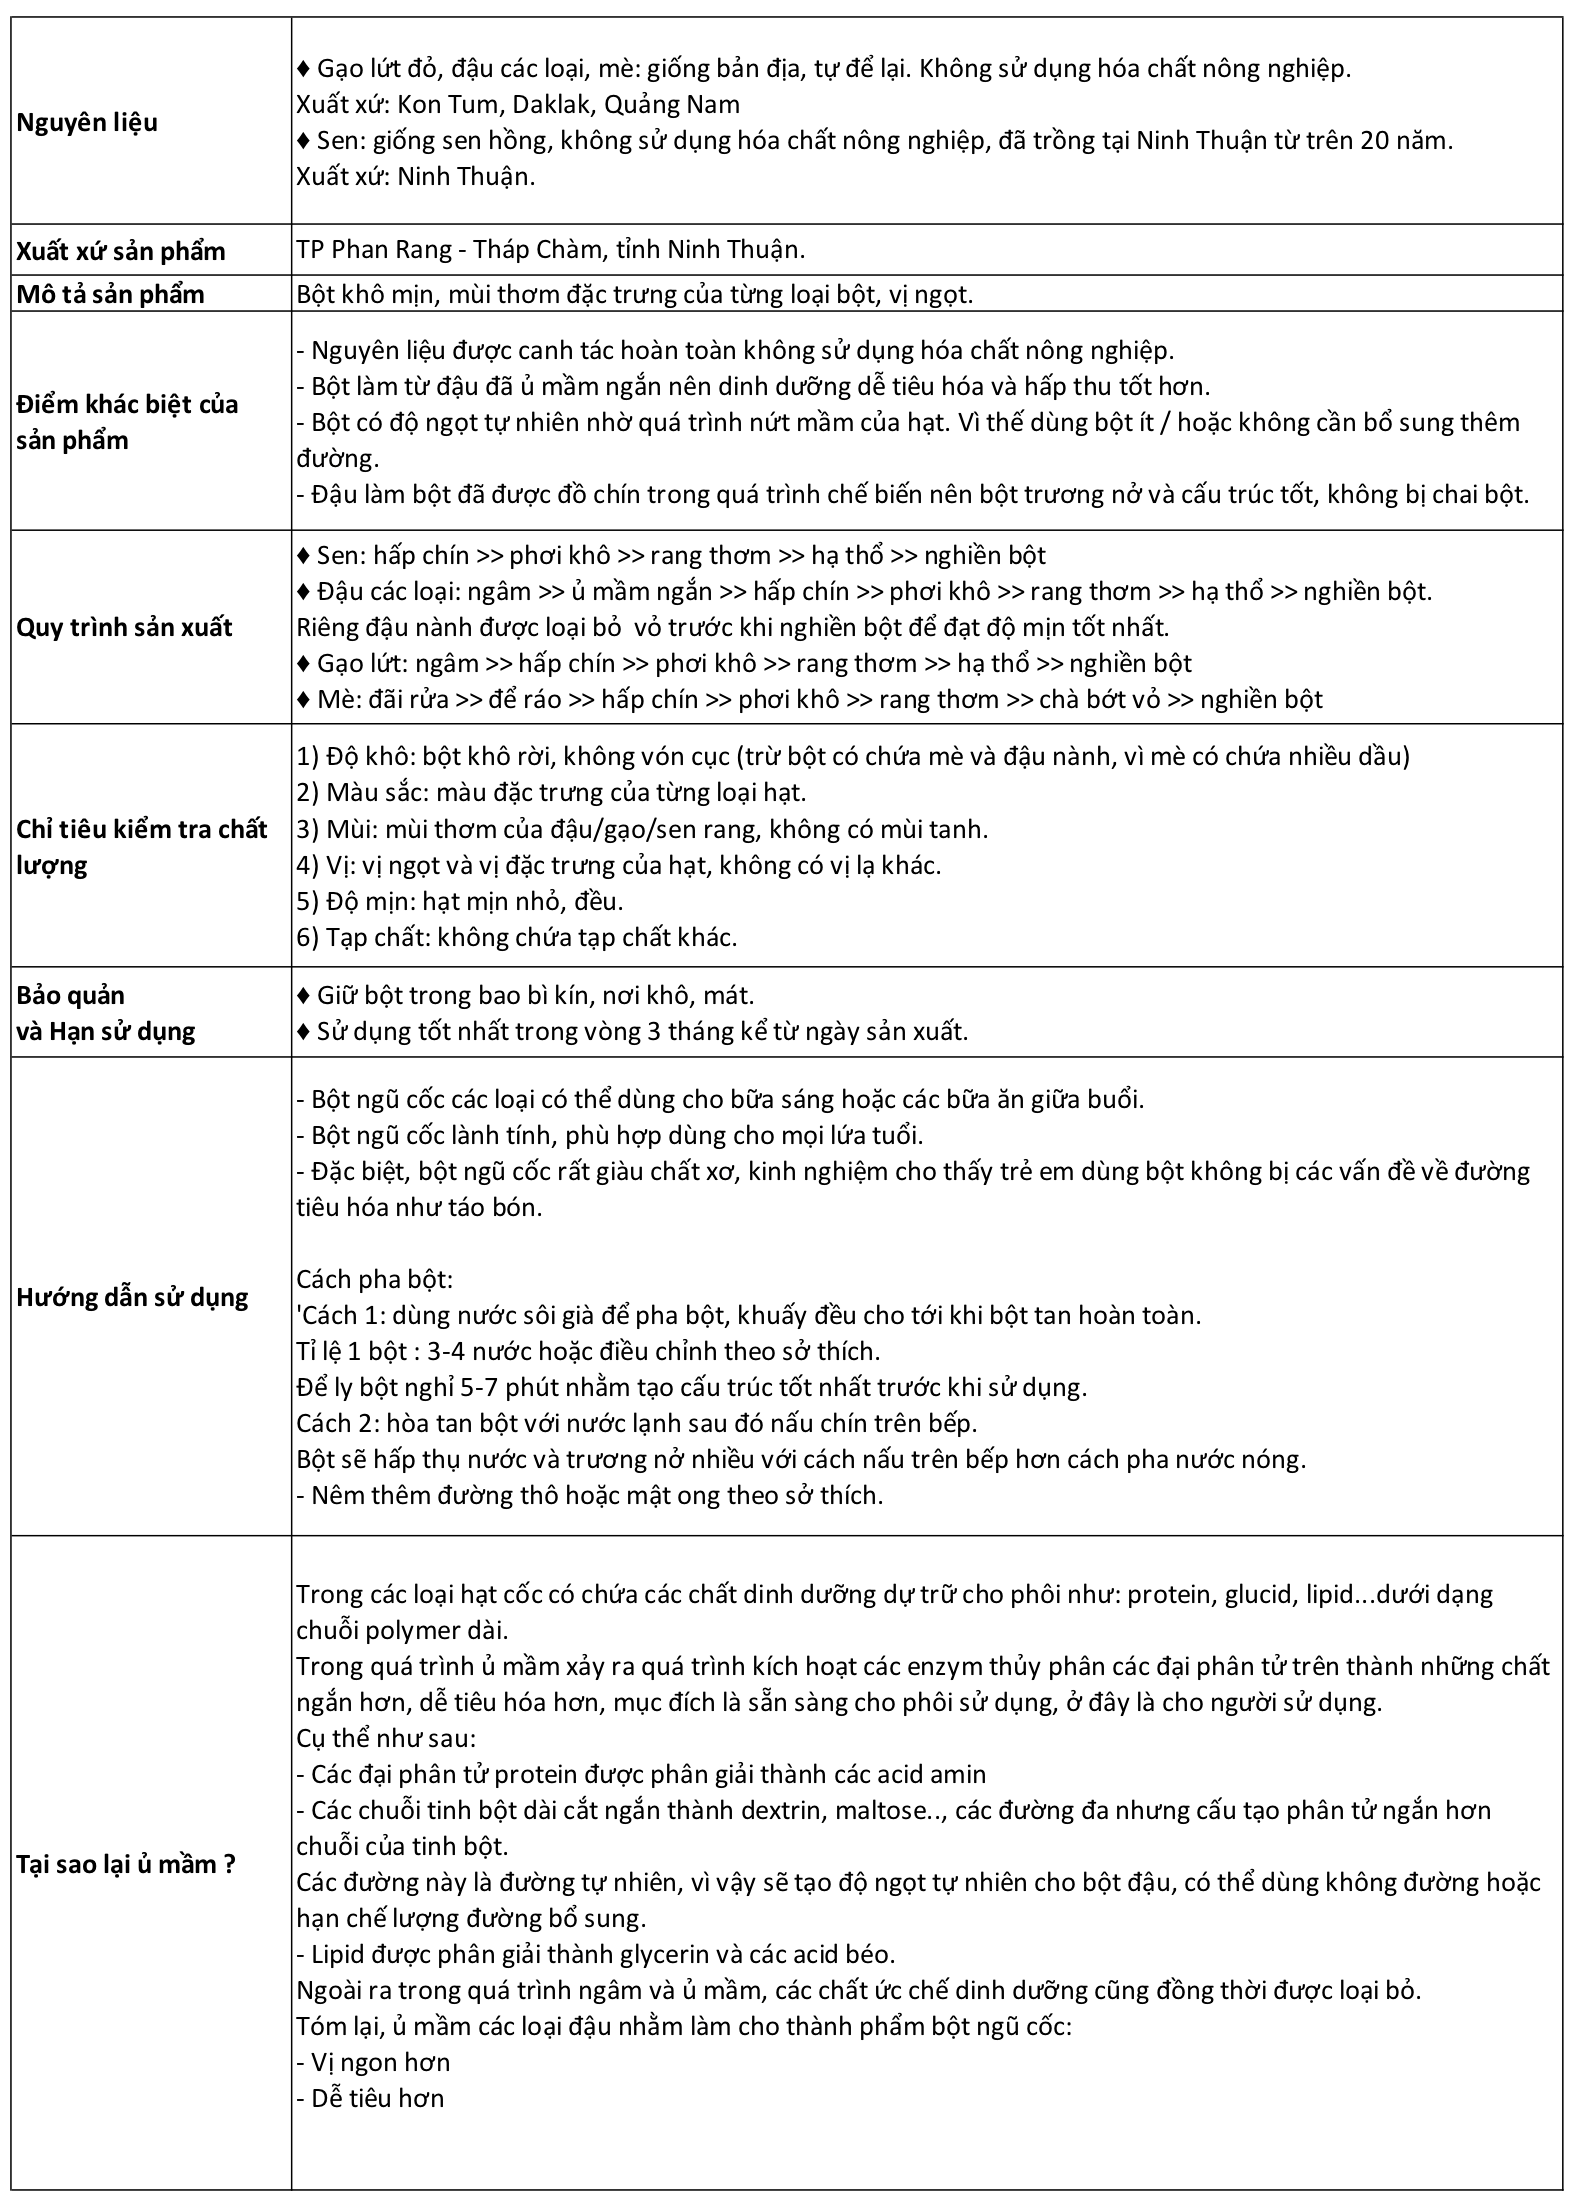 Nguyên liệu
♦ Gạo lứt đỏ, đậu các loại, mè: giống bản địa, tự để lại. Không sử dụng hóa chất nông nghiệp.
Xuất xứ: Kon Tum, Daklak, Quảng Nam
♦ Sen: giống sen hồng, không sử dụng hóa chất nông nghiệp, đã trồng tại Ninh Thuận từ trên 20 năm.
Xuất xứ: Ninh Thuận.
Xuất xứ sản phẩm
TP Phan Rang - Tháp Chàm, tỉnh Ninh Thuận.
Mô tả sản phẩm
Bột khô mịn, mùi thơm đặc trưng của từng loại bột, vị ngọt.
Điểm khác biệt của
sản phẩm
- Nguyên liệu được canh tác hoàn toàn không sử dụng hóa chất nông nghiệp.
- Bột làm từ đậu đã ủ mầm ngắn nên dinh dưỡng dễ tiêu hóa và hấp thu tốt hơn.
- Bột có độ ngọt tự nhiên nhờ quá trình nứt mầm của hạt. Vì thế dùng bột ít / hoặc không cần bổ sung thêm
đường.
- Đậu làm bột đã được đồ chín trong quá trình chế biến nên bột trương nở và cấu trúc tốt, không bị chai bột.
Quy trình sản xuất
♦ Sen: hấp chín >> phơi khô >> rang thơm >> hạ thổ >> nghiền bột
♦ Đậu các loại: ngâm >> ủ mầm ngắn >> hấp chín >> phơi khô >> rang thơm >> hạ thổ >> nghiền bột.
Riêng đậu nành được loại bỏ  vỏ trước khi nghiền bột để đạt độ mịn tốt nhất.
♦ Gạo lứt: ngâm >> hấp chín >> phơi khô >> rang thơm >> hạ thổ >> nghiền bột
♦ Mè: đãi rửa >> để ráo >> hấp chín >> phơi khô >> rang thơm >> chà bớt vỏ >> nghiền bột
Chỉ tiêu kiểm tra chất
lượng
1) Độ khô: bột khô rời, không vón cục (trừ bột có chứa mè và đậu nành, vì mè có chứa nhiều dầu)
2) Màu sắc: màu đặc trưng của từng loại hạt.
3) Mùi: mùi thơm của đậu/gạo/sen rang, không có mùi tanh.
4) Vị: vị ngọt và vị đặc trưng của hạt, không có vị lạ khác.
5) Độ mịn: hạt mịn nhỏ, đều.
6) Tạp chất: không chứa tạp chất khác.
Bảo quản
và Hạn sử dụng
♦ Giữ bột trong bao bì kín, nơi khô, mát.
♦ Sử dụng tốt nhất trong vòng 3 tháng kể từ ngày sản xuất.
Hướng dẫn sử dụng
- Bột ngũ cốc các loại có thể dùng cho bữa sáng hoặc các bữa ăn giữa buổi.
- Bột ngũ cốc lành tính, phù hợp dùng cho mọi lứa tuổi.
- Đặc biệt, bột ngũ cốc rất giàu chất xơ, kinh nghiệm cho thấy trẻ em dùng bột không bị các vấn đề về đường
tiêu hóa như táo bón.
Cách pha bột:
'Cách 1: dùng nước sôi già để pha bột, khuấy đều cho tới khi bột tan hoàn toàn.
Tỉ lệ 1 bột : 3-4 nước hoặc điều chỉnh theo sở thích.
Để ly bột nghỉ 5-7 phút nhằm tạo cấu trúc tốt nhất trước khi sử dụng.
Cách 2: hòa tan bột với nước lạnh sau đó nấu chín trên bếp.
Bột sẽ hấp thụ nước và trương nở nhiều với cách nấu trên bếp hơn cách pha nước nóng.
- Nêm thêm đường thô hoặc mật ong theo sở thích.
Tại sao lại ủ mầm ?
Trong các loại hạt cốc có chứa các chất dinh dưỡng dự trữ cho phôi như: protein, glucid, lipid...dưới dạng
chuỗi polymer dài.
Trong quá trình ủ mầm xảy ra quá trình kích hoạt các enzym thủy phân các đại phân tử trên thành những chất
ngắn hơn, dễ tiêu hóa hơn, mục đích là sẵn sàng cho phôi sử dụng, ở đây là cho người sử dụng.
Cụ thể như sau:
- Các đại phân tử protein được phân giải thành các acid amin
- Các chuỗi tinh bột dài cắt ngắn thành dextrin, maltose.., các đường đa nhưng cấu tạo phân tử ngắn hơn
chuỗi của tinh bột.
Các đường này là đường tự nhiên, vì vậy sẽ tạo độ ngọt tự nhiên cho bột đậu, có thể dùng không đường hoặc
hạn chế lượng đường bổ sung.
- Lipid được phân giải thành glycerin và các acid béo.
Ngoài ra trong quá trình ngâm và ủ mầm, các chất ức chế dinh dưỡng cũng đồng thời được loại bỏ.
Tóm lại, ủ mầm các loại đậu nhằm làm cho thành phẩm bột ngũ cốc:
- Vị ngon hơn
- Dễ tiêu hơn